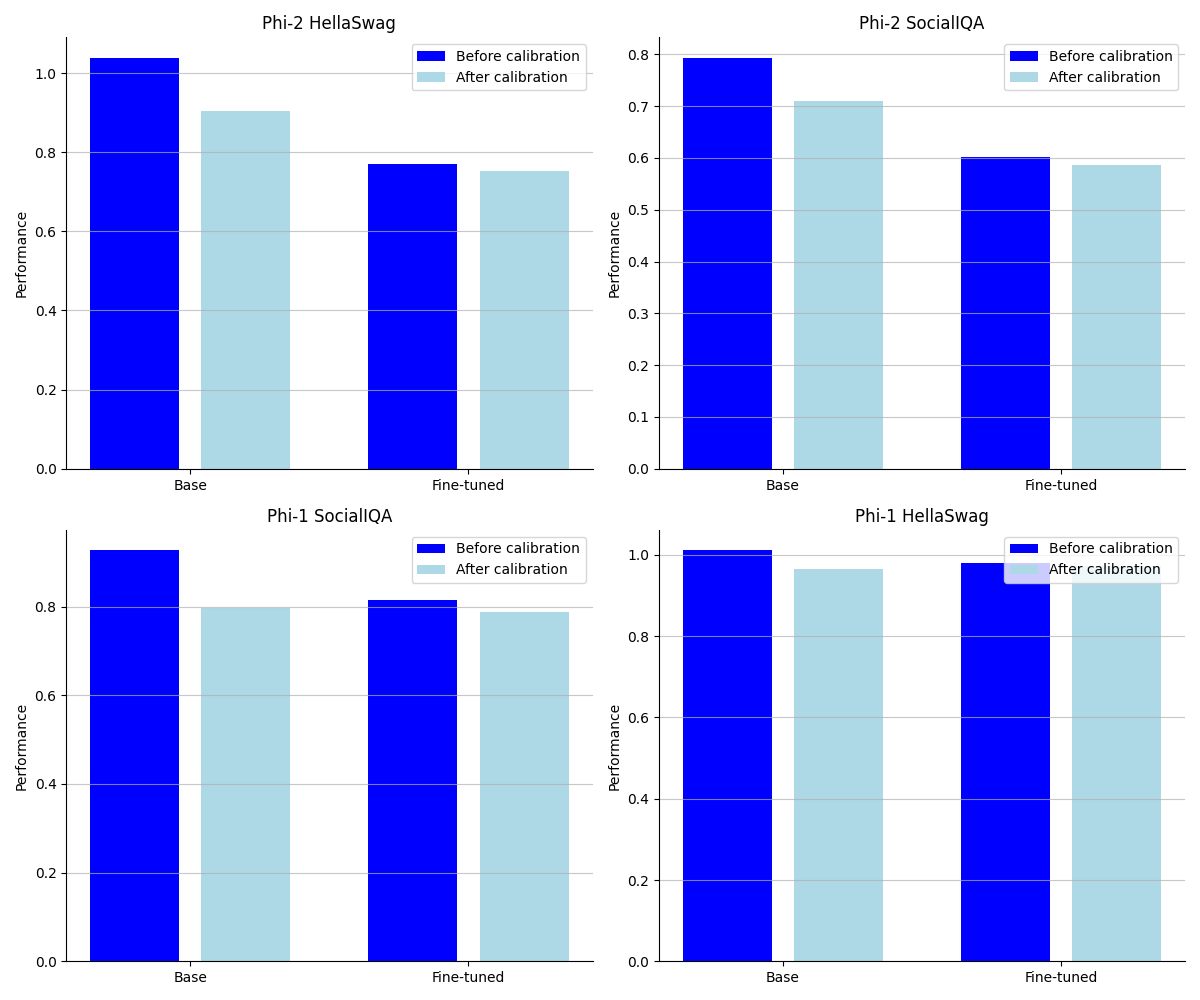 Phi-2 HellaSwag
Performance
1.0
0.8
0.6
0.4
0.2
0.0
Before calibration
After calibration
Base
Fine-tuned
Phi-2 SocialIQA
Performance
0.8
0.7
0.6
0.5
0.4
0.3
0.2
0.1
0.0
Before calibration
After calibration
Base
Fine-tuned
Phi-1 SocialIQA
Performance
0.8
0.6
0.4
0.2
0.0
Before calibration
After calibration
Base
Fine-tuned
Phi-1 HellaSwag
Performance
1.0
0.8
0.6
0.4
0.2
0.0
Before calibration
After calibration
Base
Fine-tuned